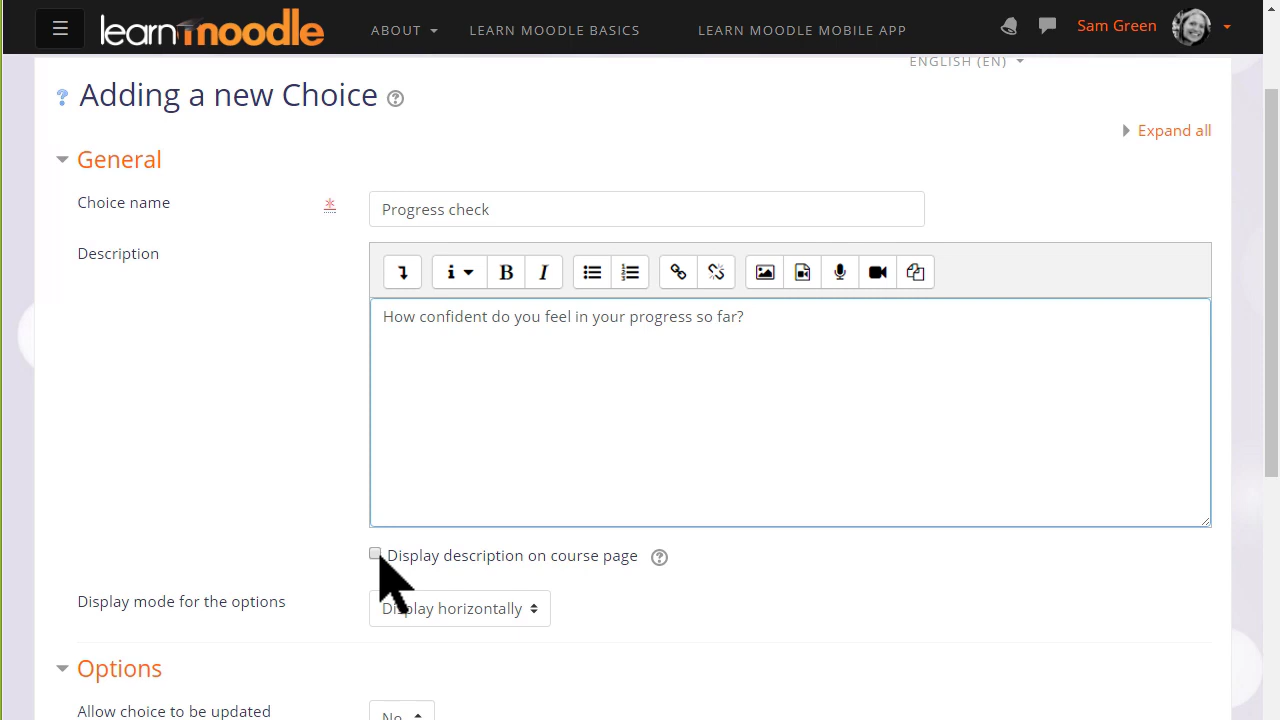 learn moodle
ABOUT
LEARN MOODLE BASICS
LEARN MOODLE MOBILE APP
Sam Green
ENGLISH (EN)
Adding a new Choice
Expand all
General
Choice name
Progress check
Description
i
B
I
How confident do you feel in your progress so far?
Display description on course page
Display mode for the options
Display horizontally
Options
Allow choice to be updated
No